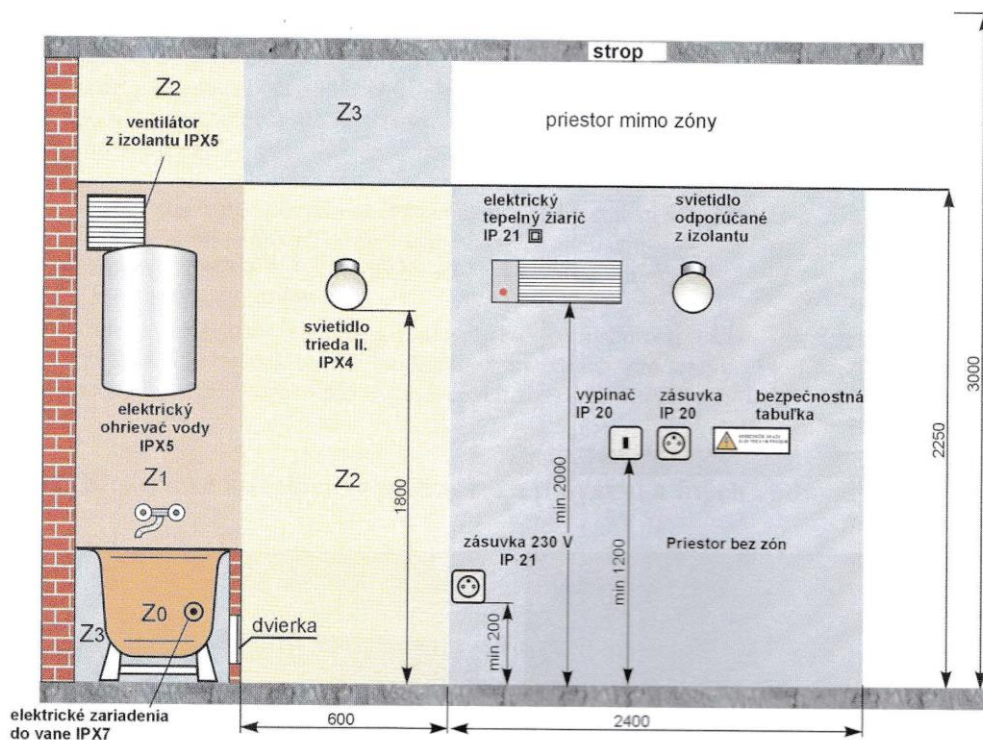 strop
Z2
ventilátor
z izolantu IPX5
Z3
priestor mimo zóny
elektrický
tepelný žiarič
IP 21
svietidlo
odporúčané
z izolantu
svietidlo
trieda II.
IPX4
elektrický
ohrievač vody
IPX5
vypínač
IP 20
zásuvka
IP 20
bezpečnostná
tabuľka
Z1
Z2
1800
min 2000
min 1200
2250
3000
zásuvka 230 V
IP 21
Priestor bez zón
min 200
Z0
Z3
dvierka
elektrické zariadenia
do vane IPX7
600
2400